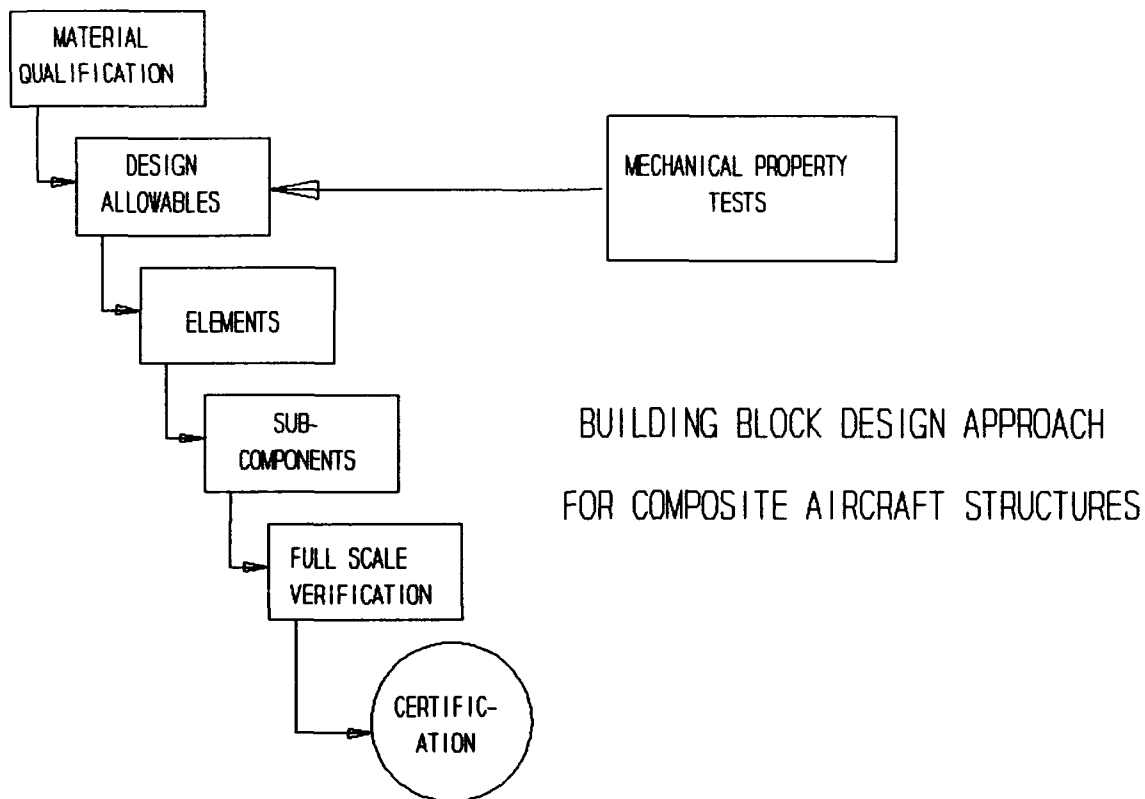 MATERIAL
QUALIFICATION
DESIGN
ALLOWABLES
MECHANICAL PROPERTY
TESTS
ELEMENTS
SUB-
COMPONENTS
BUILDING BLOCK DESIGN APPROACH
FOR COMPOSITE AIRCRAFT STRUCTURES
FULL SCALE
VERIFICATION
CERTIFIC-
ATION